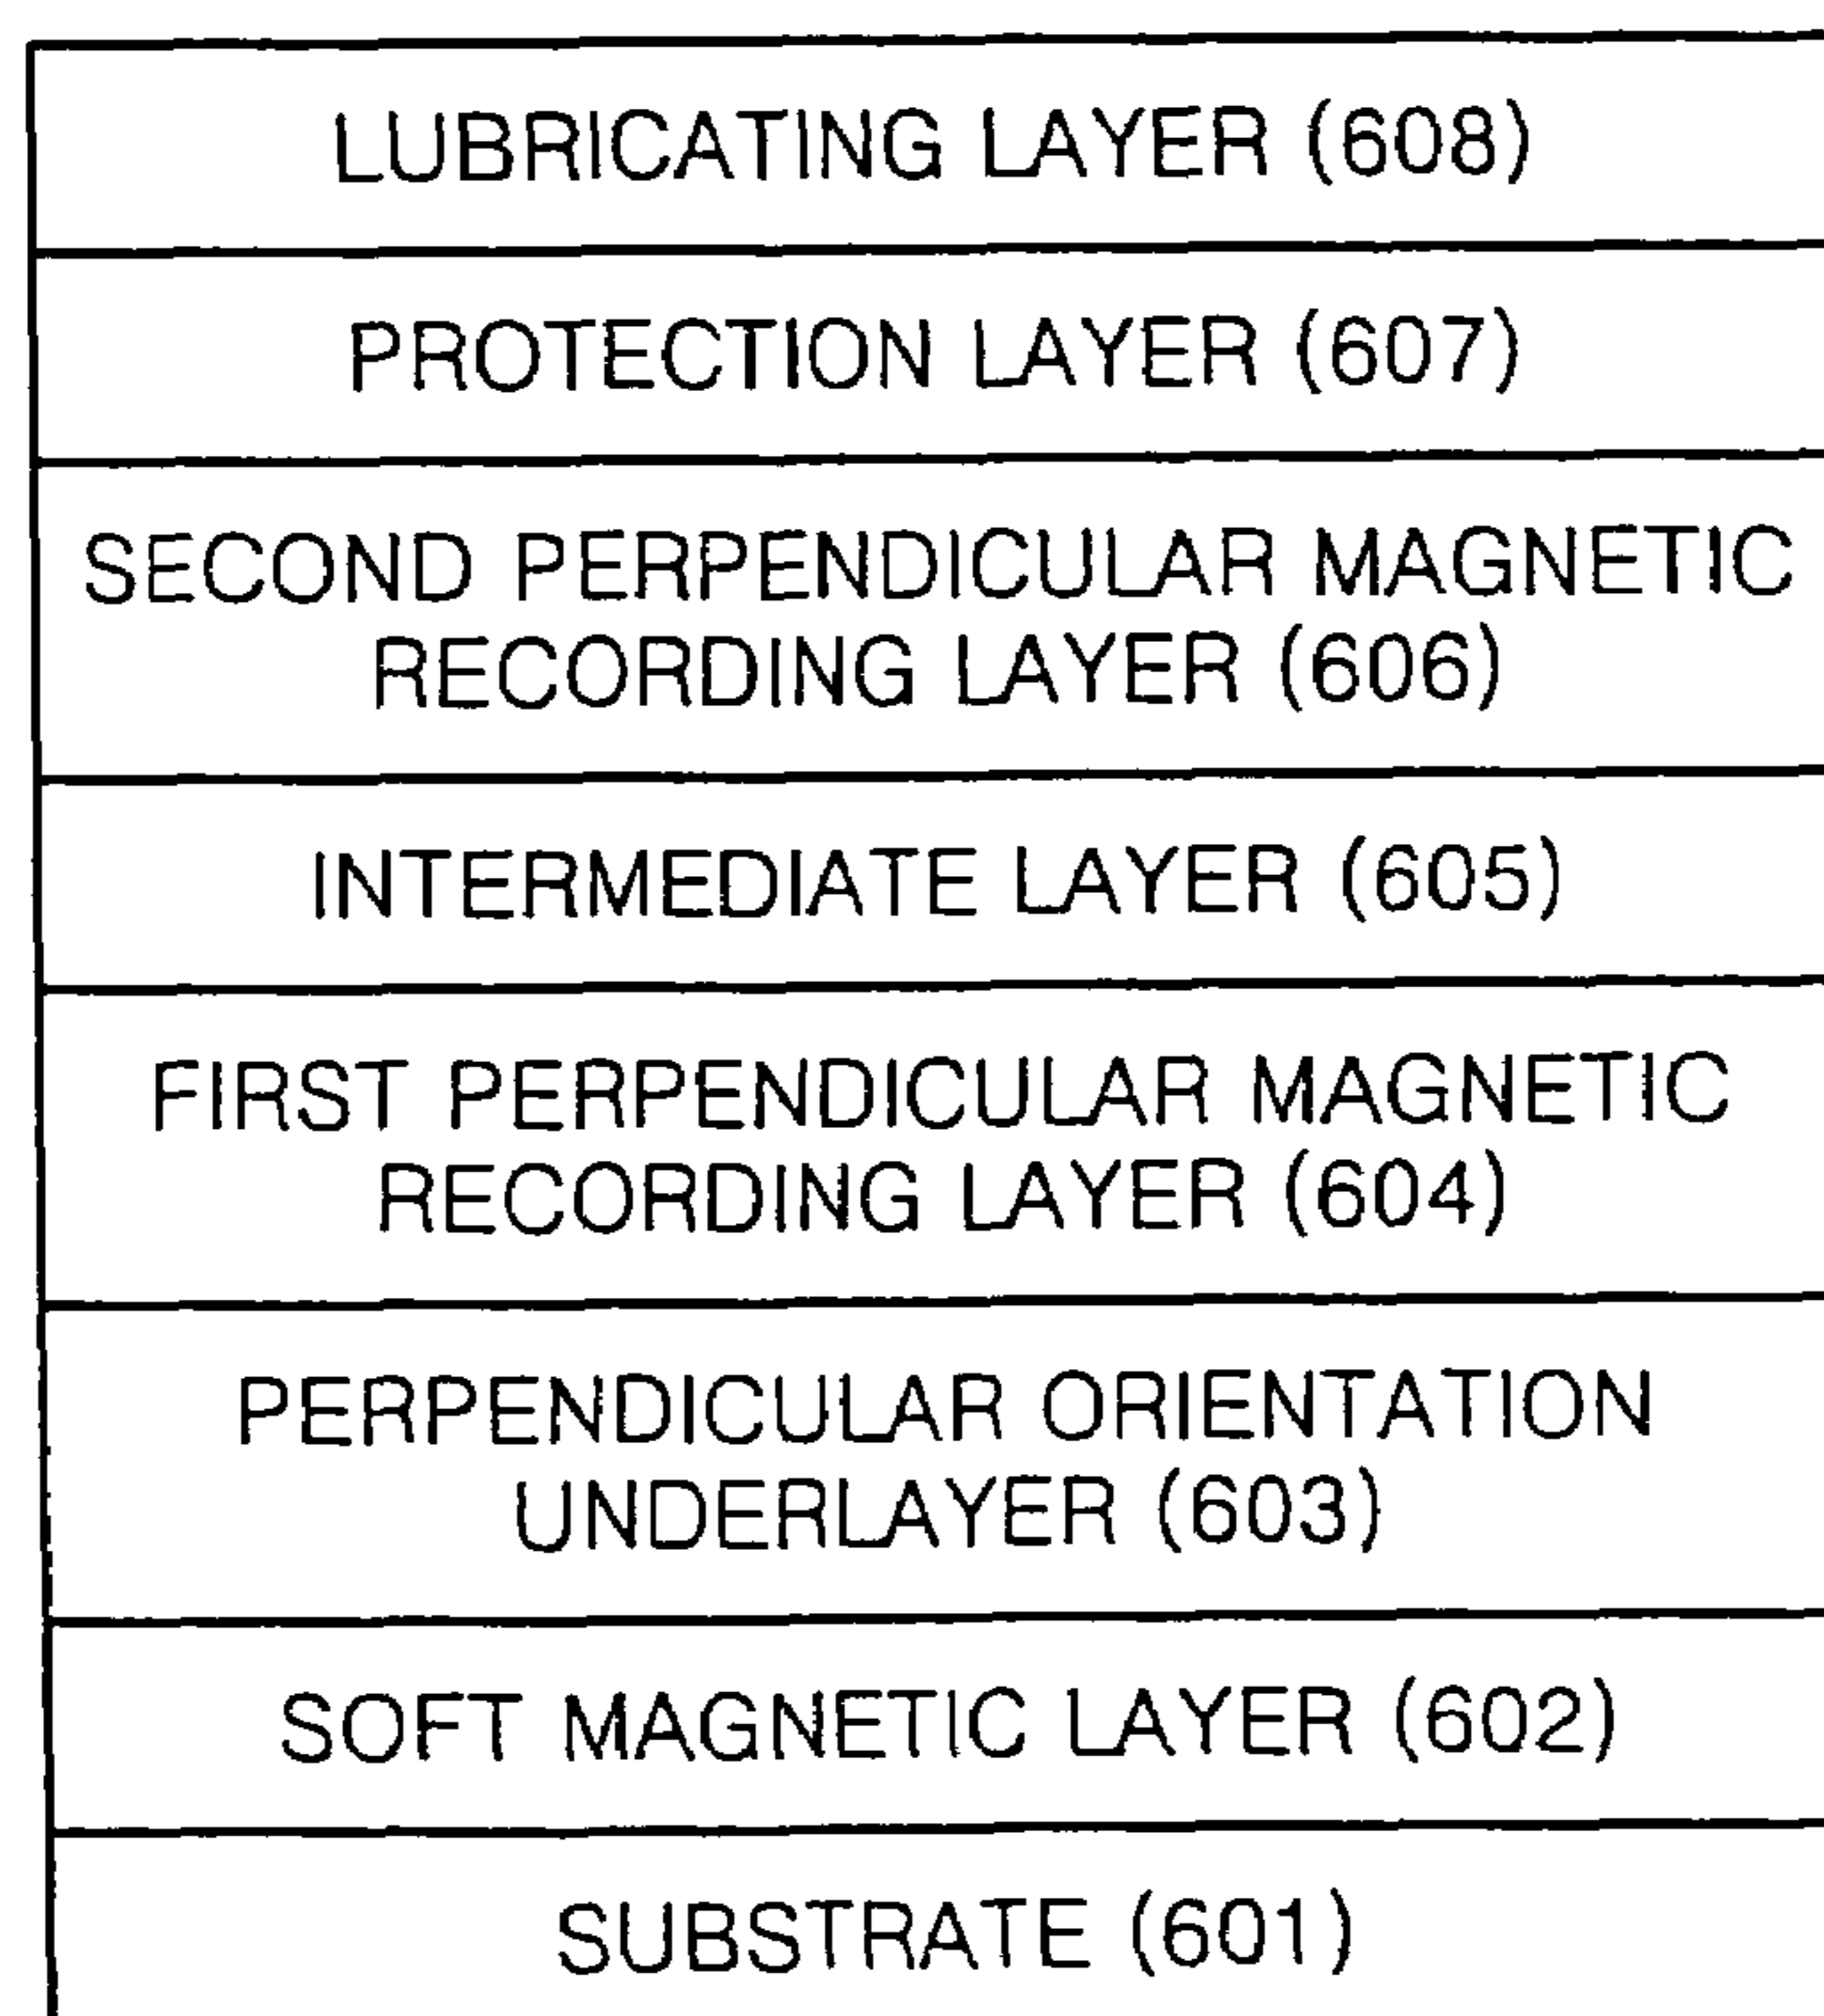 LUBRICATING LAYER (608)
PROTECTION LAYER (607)
SECOND PERPENDICULAR MAGNETIC
RECORDING LAYER (606)
INTERMEDIATE LAYER (605)
FIRST PERPENDICULAR MAGNETIC
RECORDING LAYER (604)
PERPENDICULAR ORIENTATION
UNDERLAYER (603)
SOFT MAGNETIC LAYER (602)
SUBSTRATE (601)